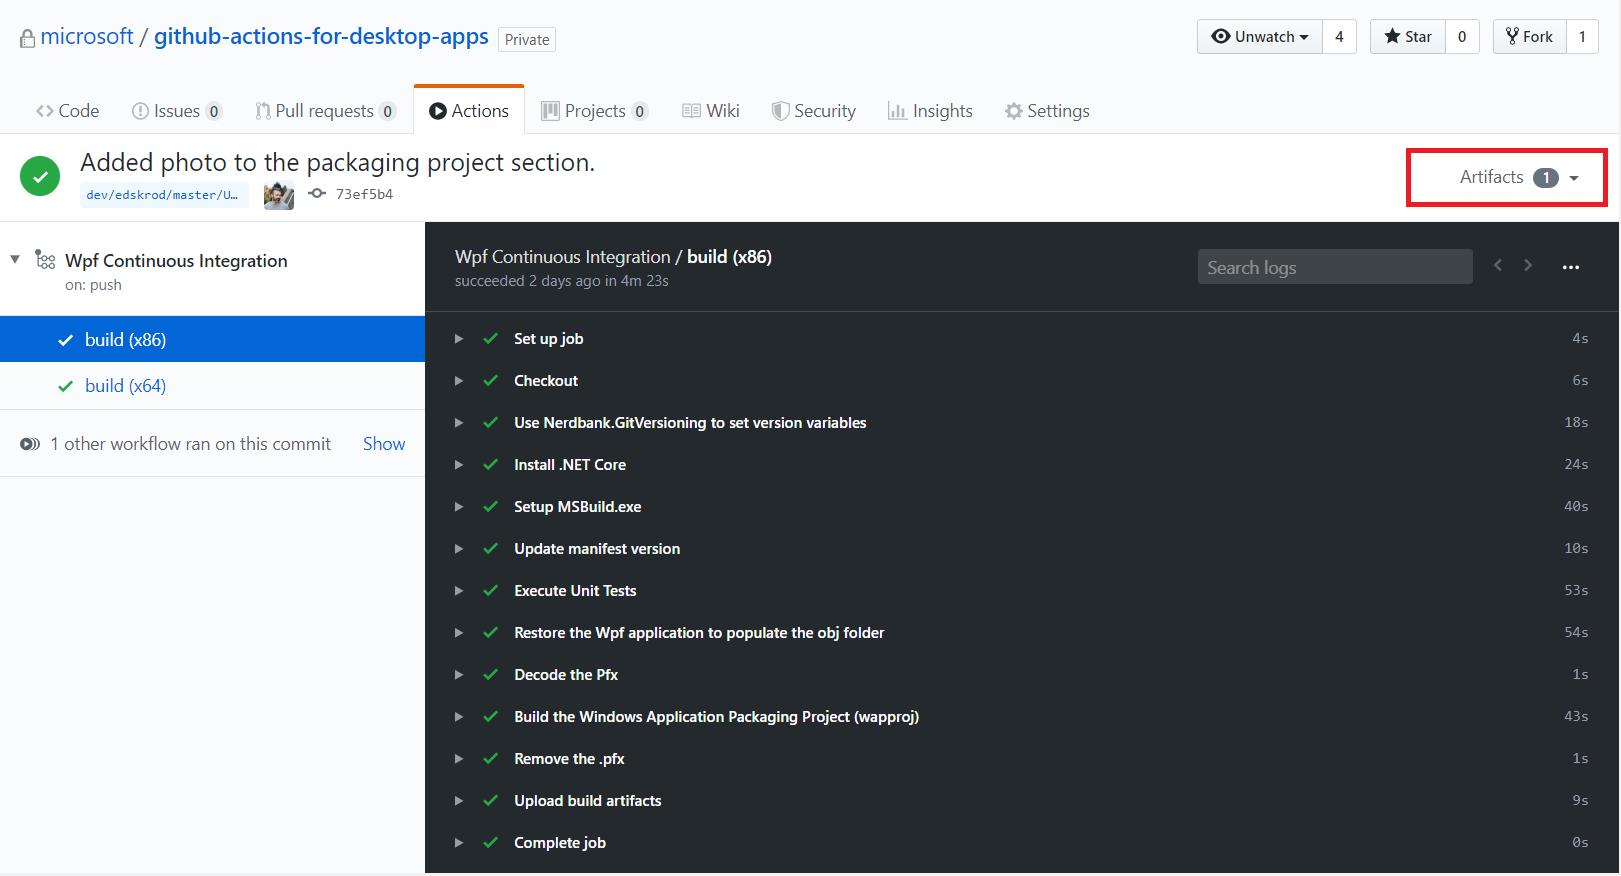 microsoft / github-actions-for-desktop-apps Private
Unwatch 4 Star 0 Fork 1
Code Issues 0 Pull requests 0 Actions Projects 0 Wiki Security Insights Settings
Added photo to the packaging project section.
dev/edskrod/master/U… 73ef5b4
Artifacts 1
Wpf Continuous Integration
on: push
build (x86)
build (x64)
1 other workflow ran on this commit Show
Wpf Continuous Integration / build (x86)
succeeded 2 days ago in 4m 23s
Search logs
Set up job 4s
Checkout 6s
Use Nerdbank.GitVersioning to set version variables 18s
Install .NET Core 24s
Setup MSBuild.exe 40s
Update manifest version 10s
Execute Unit Tests 53s
Restore the Wpf application to populate the obj folder 54s
Decode the Pfx 1s
Build the Windows Application Packaging Project (wapproj) 43s
Remove the .pfx 1s
Upload build artifacts 9s
Complete job 0s